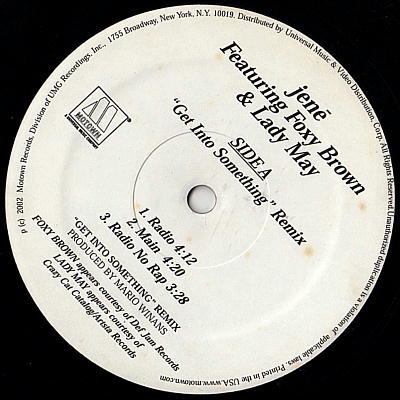 jené
Featuring Foxy Brown
& Lady May
SIDE A
"Get Into Something" Remix
1. Radio 4:12
2. Main 4:20
3. Radio No Rap 3:28
"GET INTO SOMETHING" REMIX
PRODUCED BY MARIO WINANS
FOXY BROWN appears courtesy of Def Jam Records
LADY MAY appears courtesy of
Crazy Cat Catalog/Arista Records
M
MOTOWN
p (c) 2002 Motown Records, Division of UMG Recordings, Inc., 1755 Broadway, New York, N.Y. 10019. Distributed by Universal Music & Video Distribution, Corp. All Rights Reserved. Unauthorized duplication is a violation of applicable laws. Printed in the USA. www.motown.com